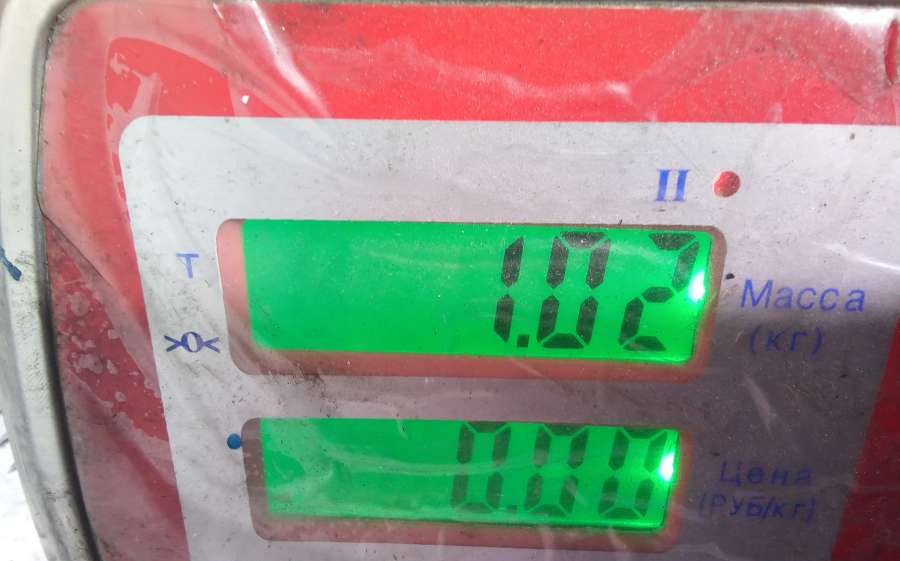 II
T
1.02
Масса
(кг)
>0<
0.00
Цена
(РУБ/кг)